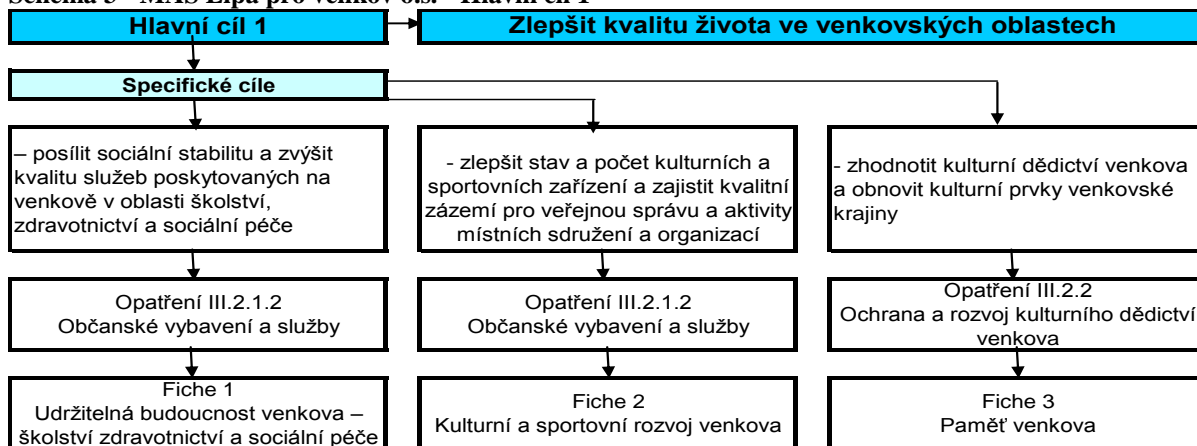 Schéma 3 - MAS Lípa pro venkov o.s. - Hlavní cíl 1
Hlavní cíl 1
Zlepšit kvalitu života ve venkovských oblastech
Specifické cíle
– posílit sociální stabilitu a zvýšit
kvalitu služeb poskytovaných na
venkově v oblasti školství,
zdravotnictví a sociální péče
- zlepšit stav a počet kulturních a
sportovních zařízení a zajistit kvalitní
zázemí pro veřejnou správu a aktivity
místních sdružení a organizací
- zhodnotit kulturní dědictví venkova
a obnovit kulturní prvky venkovské
krajiny
Opatření III.2.1.2
Občanské vybavení a služby
Opatření III.2.1.2
Občanské vybavení a služby
Opatření III.2.2
Ochrana a rozvoj kulturního dědictví
venkova
Fiche 1
Udržitelná budoucnost venkova –
školství zdravotnictví a sociální péče
Fiche 2
Kulturní a sportovní rozvoj venkova
Fiche 3
Paměť venkova